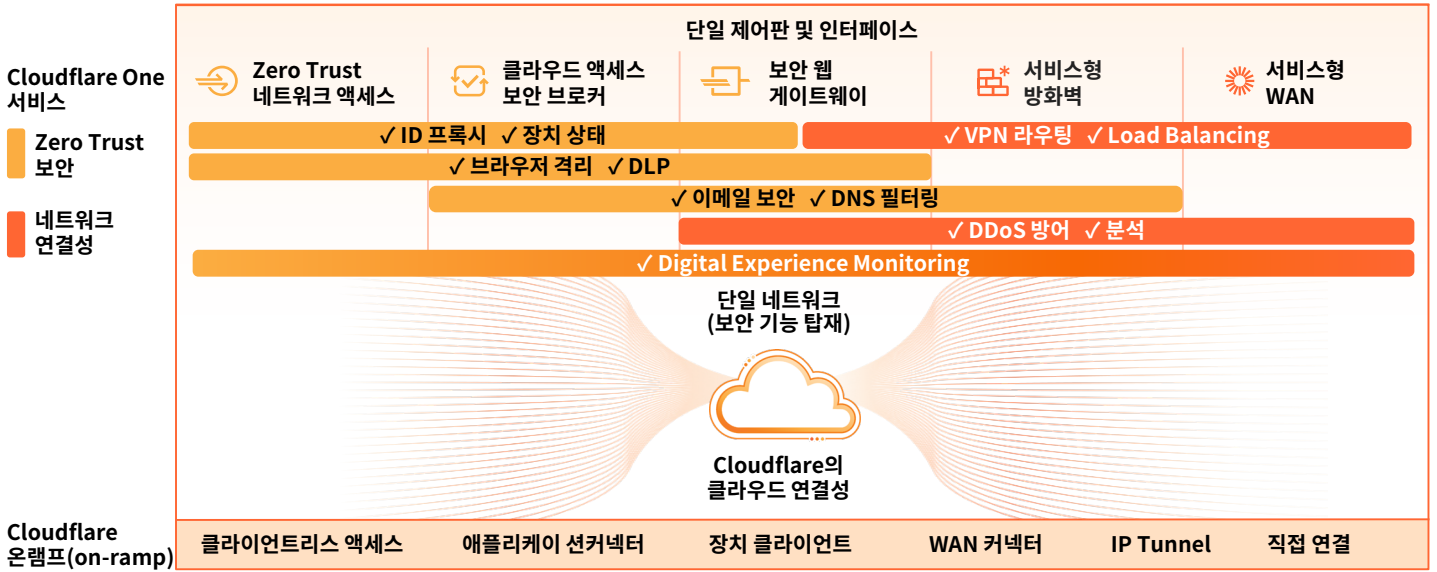 단일 제어판 및 인터페이스
Cloudflare One
서비스
Zero Trust
네트워크 액세스
클라우드 액세스
보안 브로커
보안 웹
게이트웨이
서비스형
방화벽
서비스형
WAN
Zero Trust
보안
네트워크
연결성
✓ ID 프록시 ✓ 장치 상태
✓ VPN 라우팅 ✓ Load Balancing
✓ 브라우저 격리 ✓ DLP
✓ 이메일 보안 ✓ DNS 필터링
✓ DDoS 방어 ✓ 분석
✓ Digital Experience Monitoring
단일 네트워크
(보안 기능 탑재)
Cloudflare의
클라우드 연결성
Cloudflare
온램프(on-ramp)
클라이언트리스 액세스
애플리케이 션커넥터
장치 클라이언트
WAN 커넥터
IP Tunnel
직접 연결